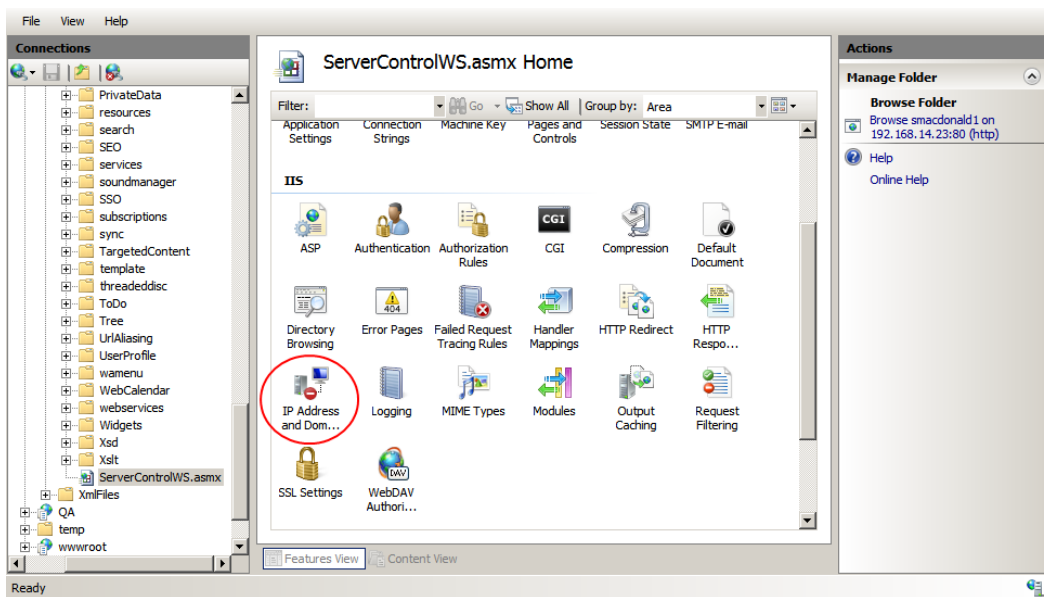 File View Help
Connections
PrivateData
resources
search
SEO
services
soundmanager
SSO
subscriptions
sync
TargetedContent
template
threadeddisc
ToDo
Tree
UrlAliasing
UserProfile
wamenu
WebCalendar
webservices
Widgets
Xsd
Xslt
ServerControlWS.asmx
XmlFiles
QA
temp
wwwroot
ServerControlWS.asmx Home
Filter: Go Show All Group by: Area
Application Connection Machine Key Pages and Session State SMTP E-mail
Settings Strings Controls
IIS
CGI
ASP Authentication Authorization CGI Compression Default
Rules Document
404
Directory Error Pages Failed Request Handler HTTP Redirect HTTP
Browsing Tracing Rules Mappings Respo...
IP Address Logging MIME Types Modules Output Request
and Dom... Caching Filtering
DAV
SSL Settings WebDAV
Authori...
Features View Content View
Actions
Manage Folder
Browse Folder
Browse smacdonald1 on
192.168.14.23:80 (http)
Help
Online Help
Ready